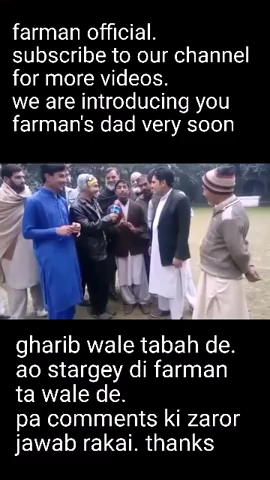 farman official.
subscribe to our channel
for more videos.
we are introducing you
farman's dad very soon
gharib wale tabah de.
ao stargey di farman
ta wale de.
pa comments ki zaror
jawab rakai. thanks